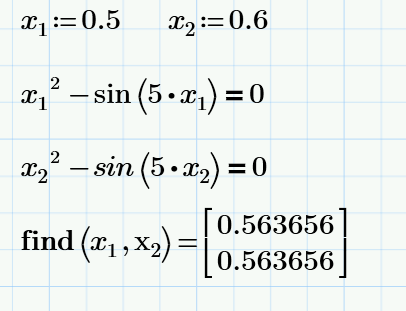 x₁:=0.5 x₂:=0.6
x₁² − sin(5·x₁)=0
x₂² − sin(5·x₂)=0
find(x₁,x₂)=[0.563656
0.563656]